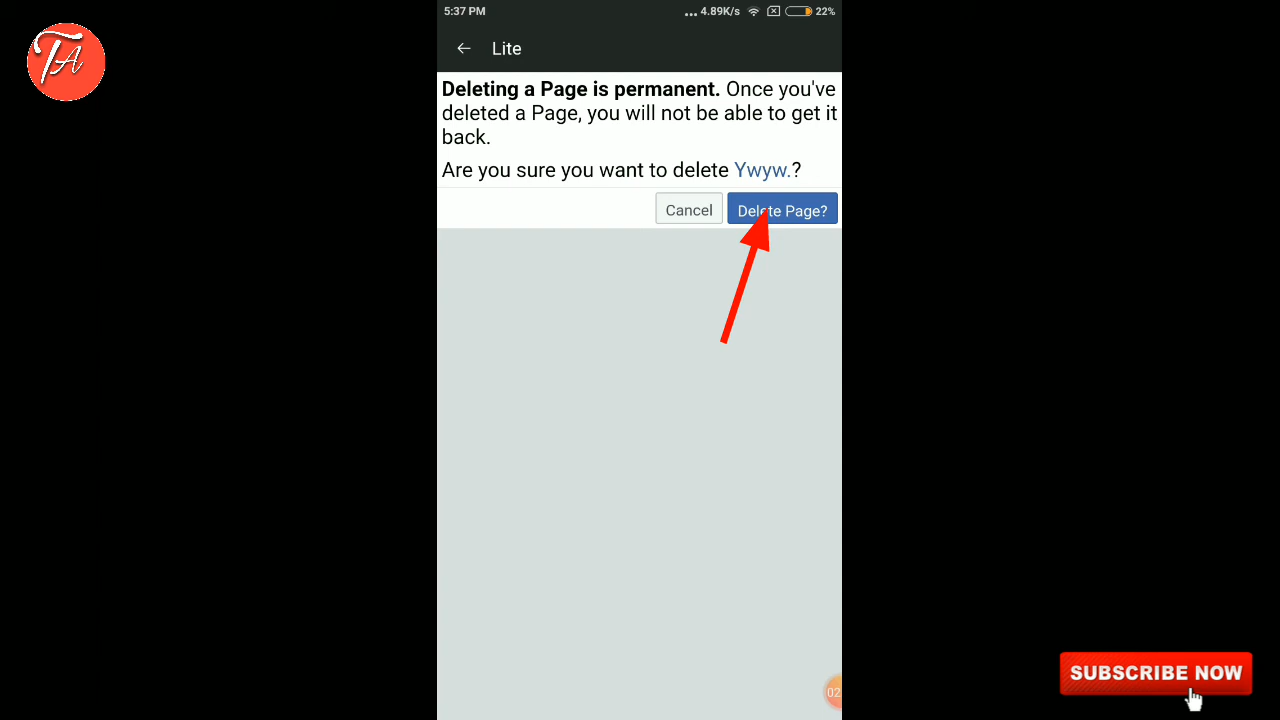 TA
5:37 PM ... 4.89K/s 22%
Lite
Deleting a Page is permanent. Once you've
deleted a Page, you will not be able to get it
back.
Are you sure you want to delete Ywyw.?
Cancel Delete Page?
02
SUBSCRIBE NOW